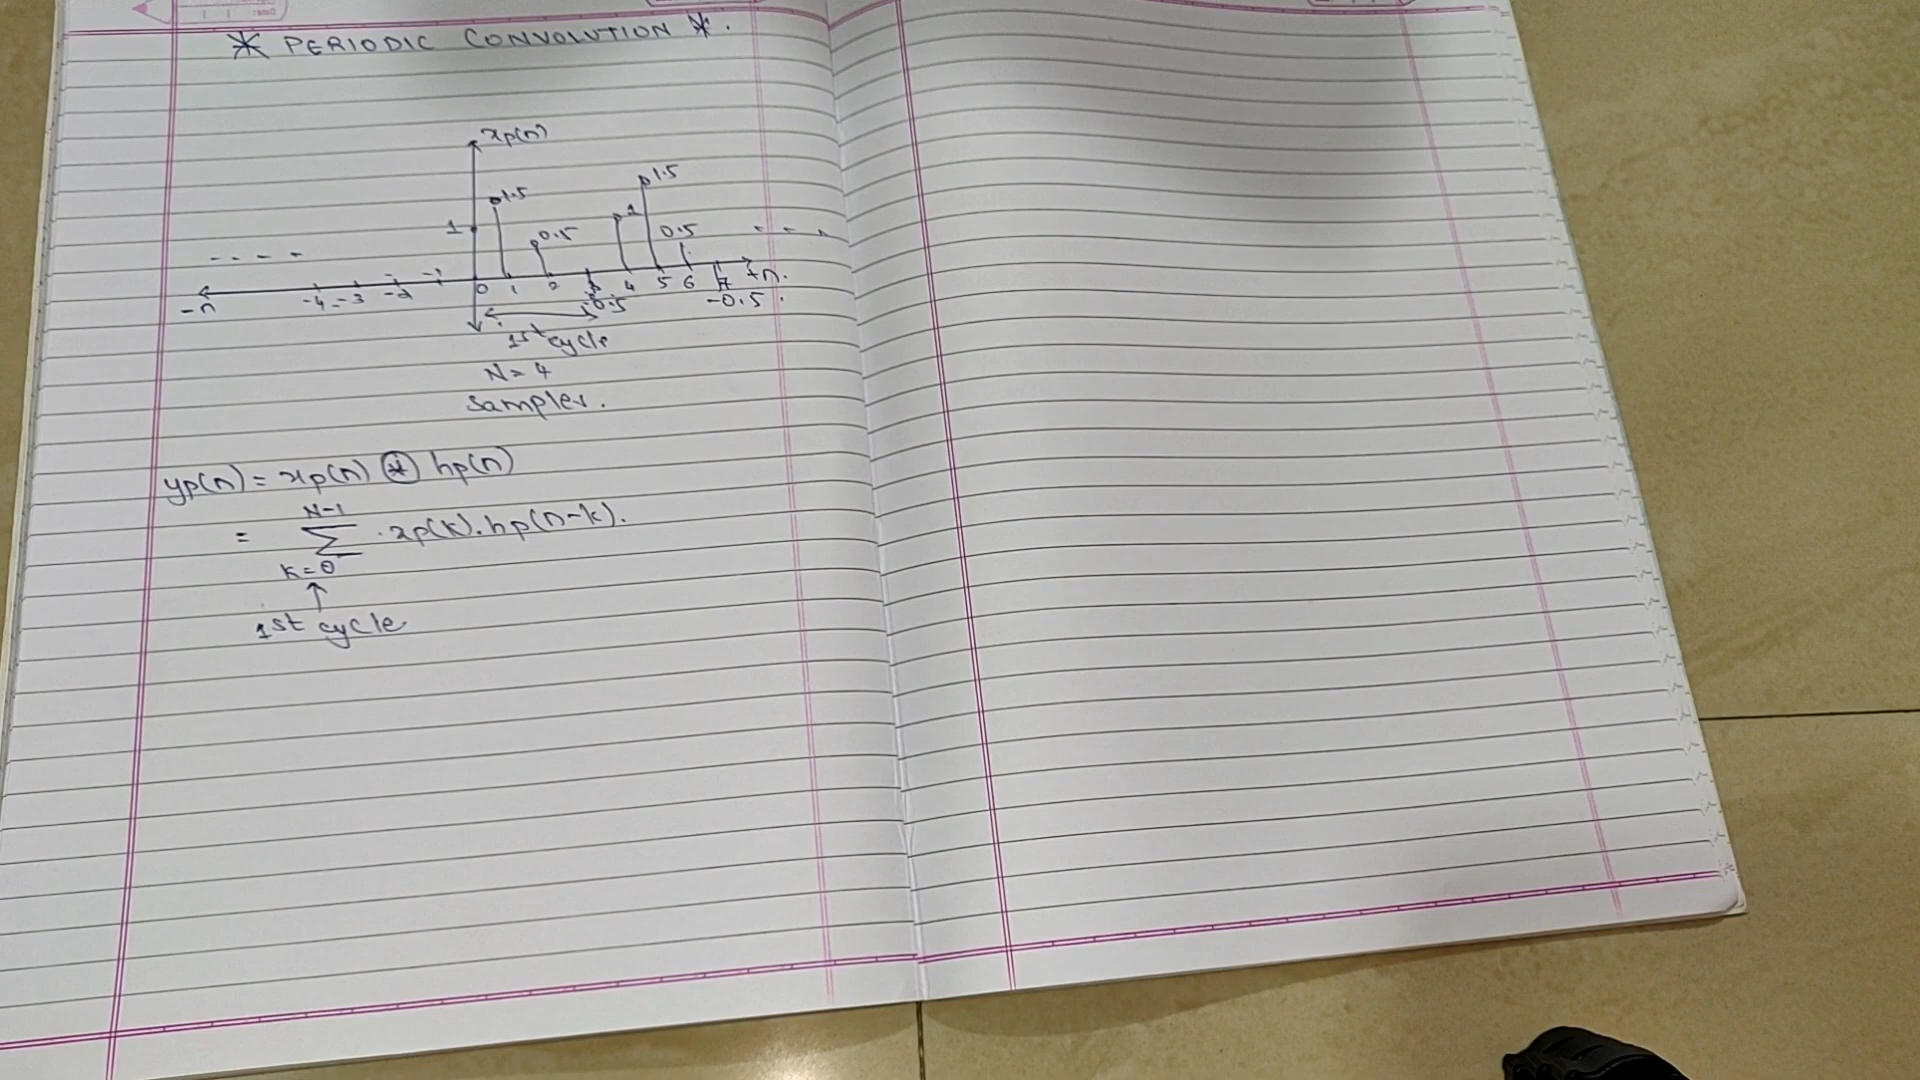 * PERIODIC CONVOLUTION *.
xp(n)
1.5
1.5
1
0.5
1
0.5
- - - -
- - -
-n
-4 -3 -2 -1 0 1 2 3 4 5 6 7 +n.
-0.5
-0.5.
1st cycle
N = 4
samples.
yp(n) = xp(n) ⊛ hp(n)
N-1
= Σ . xp(k). hp(n-k).
K=0
↑
1st cycle